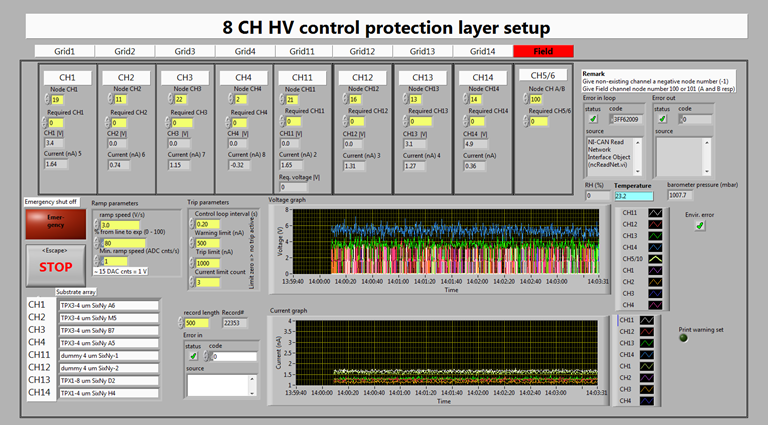 8 CH HV control protection layer setup
Grid1 Grid2 Grid3 Grid4 Grid11 Grid12 Grid13 Grid14 Field
CH1 CH2 CH3 CH4 CH11 CH12 CH13 CH14 CH5/6
Node CH1 Node CH2 Node CH3 Node CH4 Node CH11 Node CH12 Node CH13 Node CH14 Node CH A/B
19 11 22 2 21 16 13 14 100
Required CH1 Required CH2 Required CH3 Required CH4 Required CH11 Required CH12 Required CH13 Required CH14 Required CH5/6
0 0 0 0 0 0 0 0 0
CH1 [V] CH2 [V] CH3 [V] CH4 [V] CH11 [V] CH12 [V] CH13 [V] CH14 [V]
3.4 0.0 0.0 0.0 0.0 0.0 3.1 4.9
Current (nA) 5 Current (nA) 6 Current (nA) 7 Current (nA) 8 Current (nA) 2 Current (nA) 3 Current (nA) 4 Current (nA)
1.64 0.74 1.15 -0.32 1.65 1.31 1.27 0.36
Req. voltage [V]
0
Remark
Give non-existing channel a negative node number (-1)
Give Field channel node number 100 or 101 (A and B resp)
Error in loop Error out
status code status code
3FF62009 0
source source
NI-CAN Read
Network
Interface Object
(ncReadNet.vi)
RH (%) Temperature barometer pressure (mbar)
0 23.2 1007.7
Emergency shut off
Emer-
gency
<Escape>
STOP
Ramp parameters
ramp speed (V/s)
3.0
% from line to exp (0 - 100)
80
Min. ramp speed (ADC cnts/s)
1
~ 15 DAC cnts = 1 V
Trip parameters
Control loop interval (s)
0.20
Warning limit (nA)
500
Trip limit (nA)
1000
Current limit count
3
Limit zero => no trip active
Voltage graph
Voltage (V)
8
6
4
2
0
13:59:40 14:00:00 14:00:20 14:00:40 14:01:00 14:01:20 14:01:40 14:02:00 14:02:20 14:02:40 14:03:00 14:03:31
Time
CH11
CH12
CH13
CH14
CH5/10
CH1
CH2
CH3
CH4
Envir. error
Substrate array
CH1 TPX3-4 um SixNy A6
CH2 TPX3-4 um SixNy M5
CH3 TPX3-4 um SixNy B7
CH4 TPX3-4 um SixNy A5
CH11 dummy 4 um SixNy-1
CH12 dummy 4 um SixNy-2
CH13 TPX1-8 um SixNy D2
CH14 TPX1-4 um SixNy H4
record length Record#
500 22353
Error in
status code
0
source
Current graph
Current (nA)
4
3.5
3
2.5
2
1.5
1
13:59:40 14:00:00 14:00:20 14:00:40 14:01:00 14:01:20 14:01:40 14:02:00 14:02:20 14:02:40 14:03:00 14:03:31
Time
CH11
CH12
CH13
CH14
CH1
CH2
CH3
CH4
Print warning set